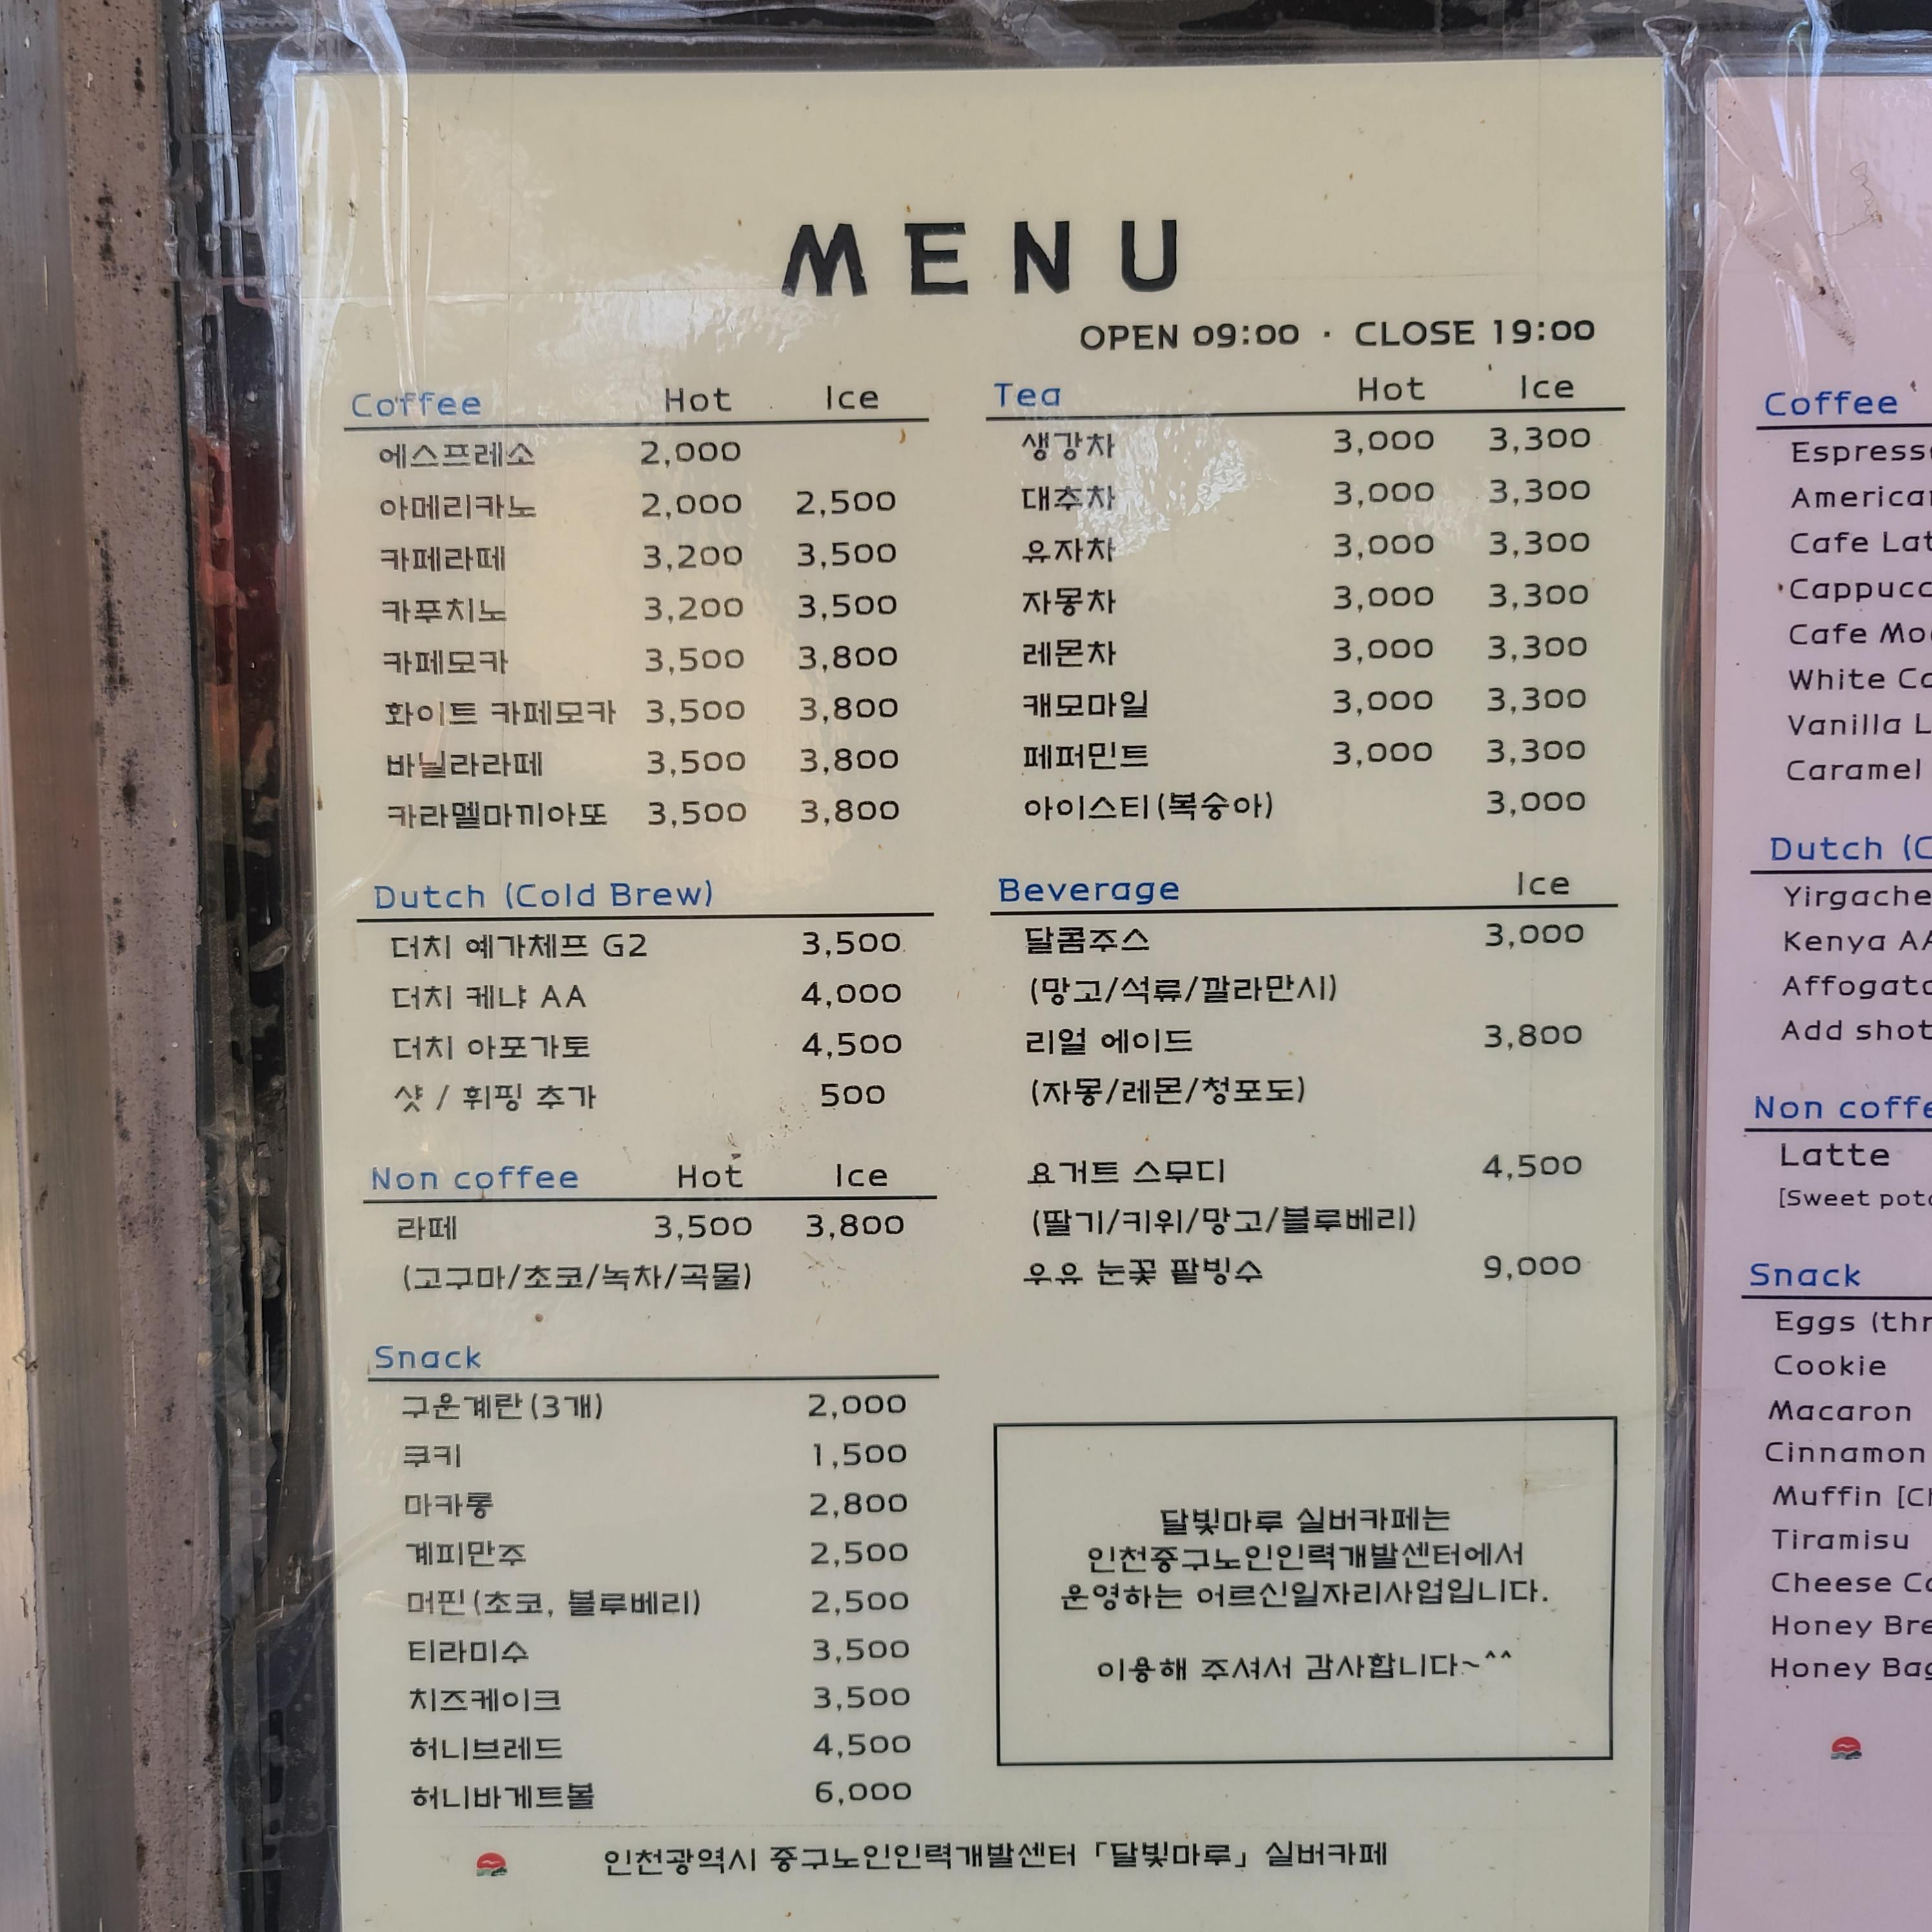 MENU
OPEN 09:00 · CLOSE 19:00
Coffee Hot Ice
에스프레소 2,000
아메리카노 2,000 2,500
카페라떼 3,200 3,500
카푸치노 3,200 3,500
카페모카 3,500 3,800
화이트 카페모카 3,500 3,800
바닐라라떼 3,500 3,800
카라멜마끼아또 3,500 3,800
Dutch (Cold Brew)
더치 예가체프 G2 3,500
더치 케냐 AA 4,000
더치 아포가토 4,500
샷 / 휘핑 추가 500
Non coffee Hot Ice
라떼 3,500 3,800
(고구마/초코/녹차/곡물)
Snack
구운계란(3개) 2,000
쿠키 1,500
마카롱 2,800
계피만주 2,500
머핀(초코, 블루베리) 2,500
티라미수 3,500
치즈케이크 3,500
허니브레드 4,500
허니바게트볼 6,000
Tea Hot Ice
생강차 3,000 3,300
대추차 3,000 3,300
유자차 3,000 3,300
자몽차 3,000 3,300
레몬차 3,000 3,300
캐모마일 3,000 3,300
페퍼민트 3,000 3,300
아이스티(복숭아) 3,000
Beverage Ice
달콤주스 3,000
(망고/석류/깔라만시)
리얼 에이드 3,800
(자몽/레몬/청포도)
요거트 스무디 4,500
(딸기/키위/망고/블루베리)
우유 눈꽃 팥빙수 9,000
달빛마루 실버카페는
인천중구노인인력개발센터에서
운영하는 어르신일자리사업입니다.
이용해 주셔서 감사합니다~^^
인천광역시 중구노인인력개발센터 「달빛마루」 실버카페
Coffee
Cafe
Cappucc
Cafe
White
Vanilla
Caramel
Dutch
Kenya
Add shot
Non
Latte
[Sweet
Snack
Eggs
Cookie
Macaron
Cinnamon
Muffin
Tiramisu
Cheese
Honey
Honey